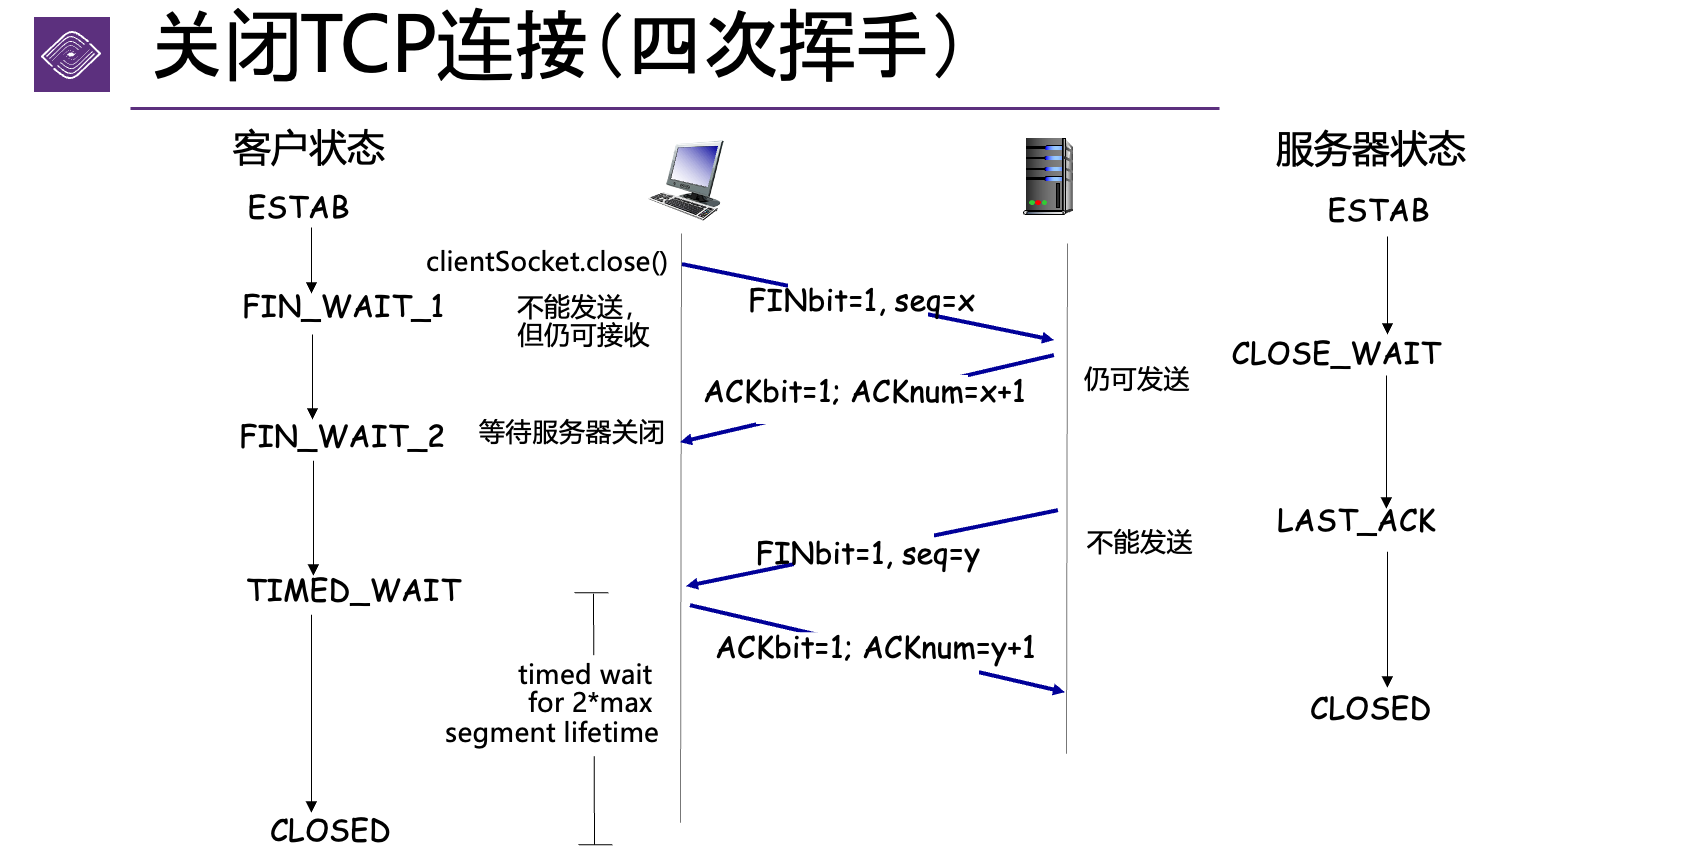 关闭TCP连接（四次挥手）
客户状态
服务器状态
ESTAB
ESTAB
clientSocket.close()
FIN_WAIT_1
不能发送，
但仍可接收
FINbit=1, seq=x
CLOSE_WAIT
仍可发送
ACKbit=1; ACKnum=x+1
FIN_WAIT_2
等待服务器关闭
LAST_ACK
不能发送
FINbit=1, seq=y
TIMED_WAIT
ACKbit=1; ACKnum=y+1
timed wait
for 2*max
segment lifetime
CLOSED
CLOSED